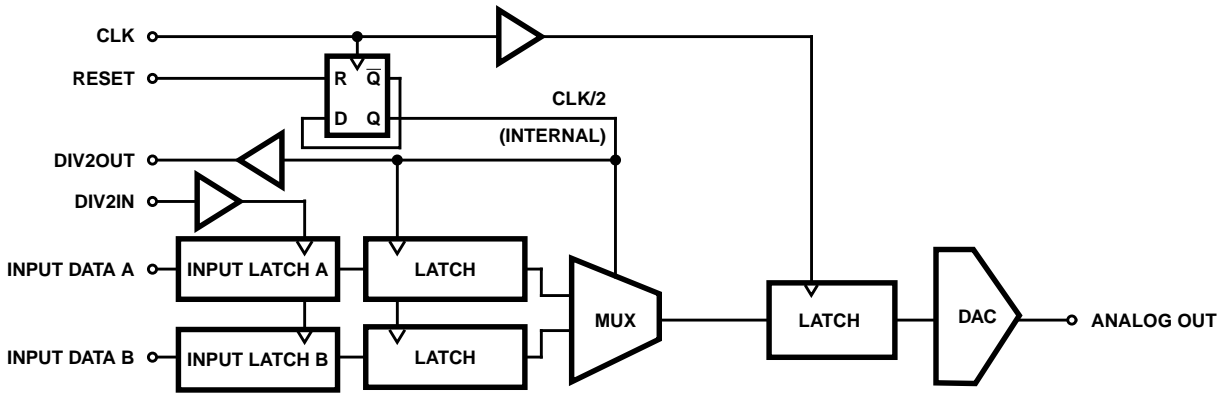 CLK
RESET
R Q̅
D Q
CLK/2
(INTERNAL)
DIV2OUT
DIV2IN
INPUT DATA A
INPUT LATCH A
LATCH
MUX
LATCH
DAC
ANALOG OUT
INPUT DATA B
INPUT LATCH B
LATCH